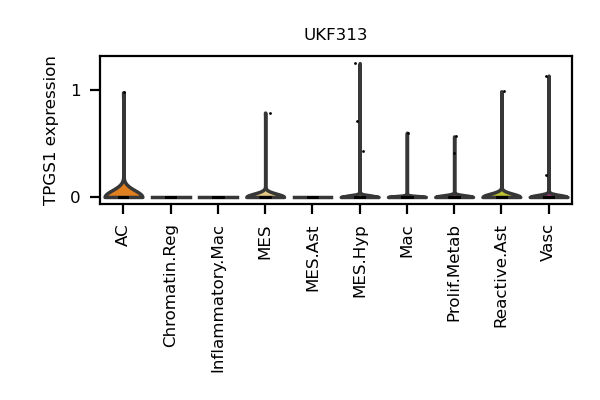 UKF313
TPGS1 expression
1
0
AC
Chromatin.Reg
Inflammatory.Mac
MES
MES.Ast
MES.Hyp
Mac
Prolif.Metab
Reactive.Ast
Vasc